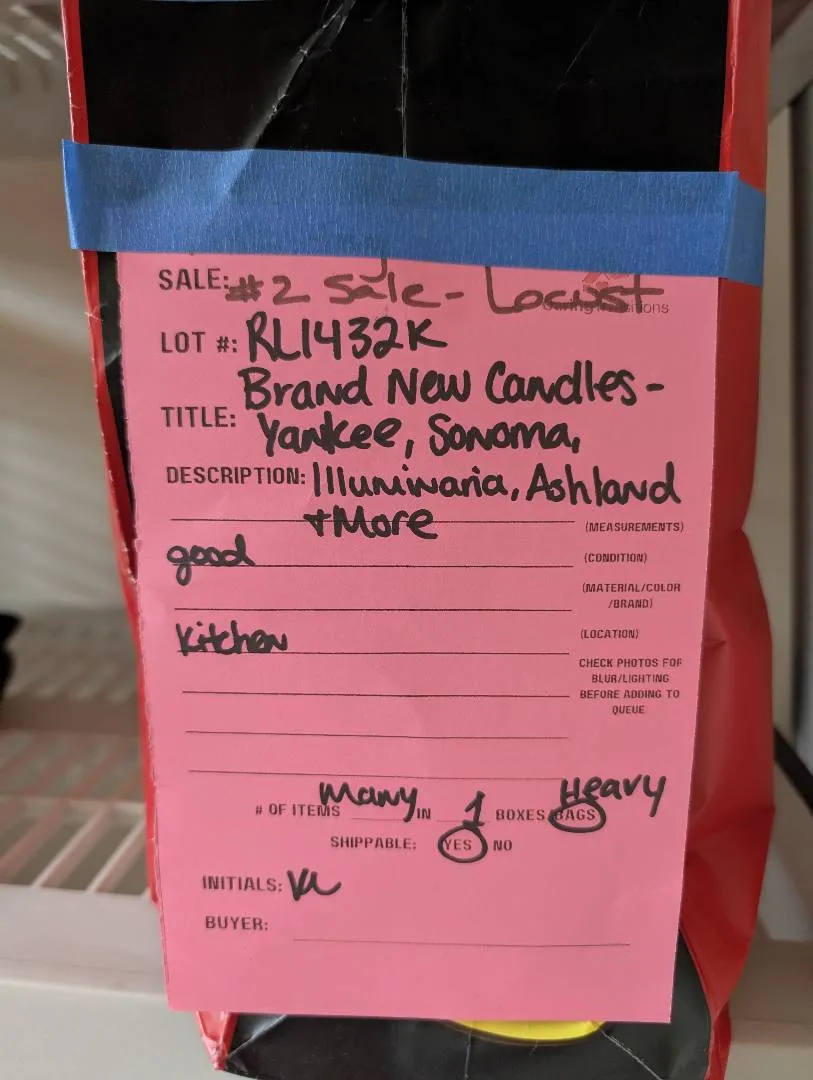 SALE: #2 Sale - Locust
LOT #: RL1432K
Brand New Candles -
TITLE: Yankee, Sonoma,
DESCRIPTION: Illuminaria, Ashland
+ More (MEASUREMENTS)
good (CONDITION)
(MATERIAL/COLOR
/BRAND)
Kitchen (LOCATION)
CHECK PHOTOS FOR
BLUR/LIGHTING
BEFORE ADDING TO
QUEUE
# OF ITEMS Many IN 1 BOXES/BAGS Heavy
SHIPPABLE: YES NO
INITIALS:
BUYER: